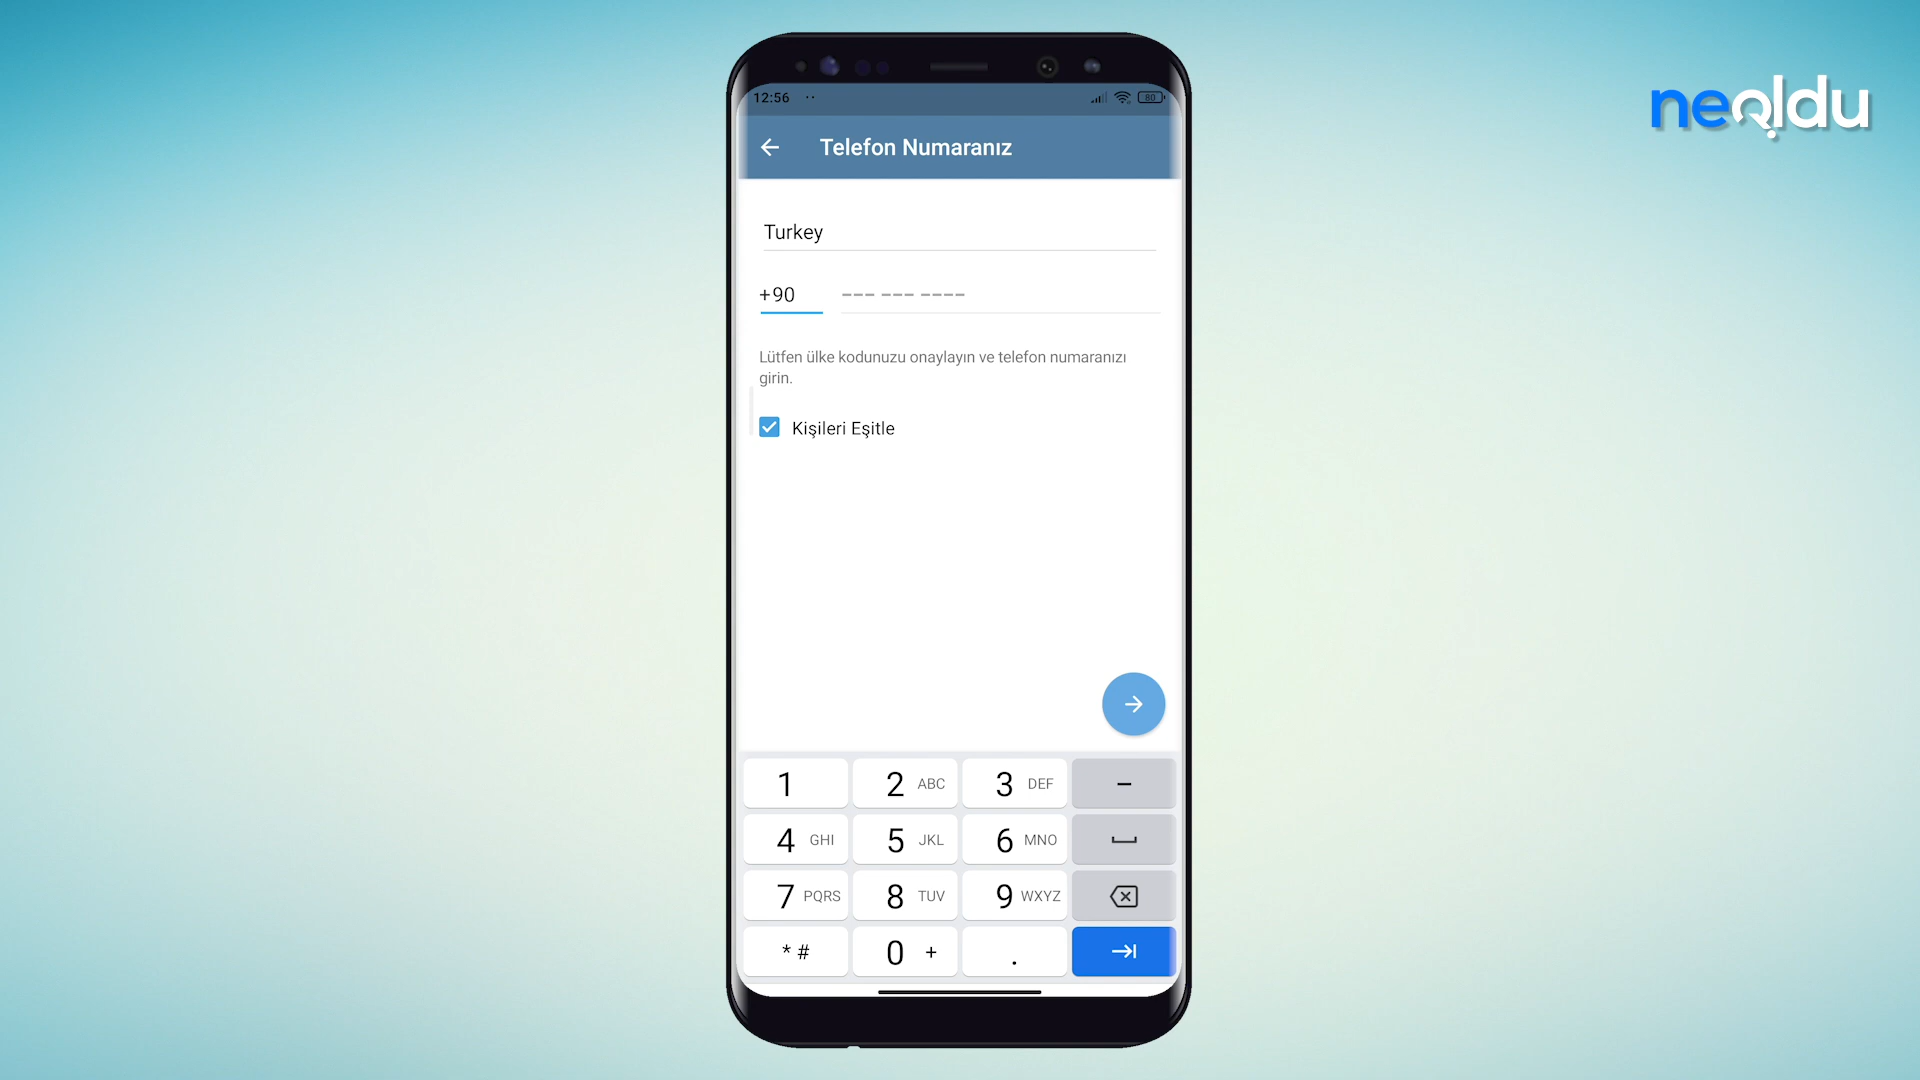 neoldu
12:56
80
Telefon Numaranız
Turkey
+90 --- --- ----
Lütfen ülke kodunuzu onaylayın ve telefon numaranızı
girin.
Kişileri Eşitle
1 2 ABC 3 DEF -
4 GHI 5 JKL 6 MNO
7 PQRS 8 TUV 9 WXYZ
* # 0 + .